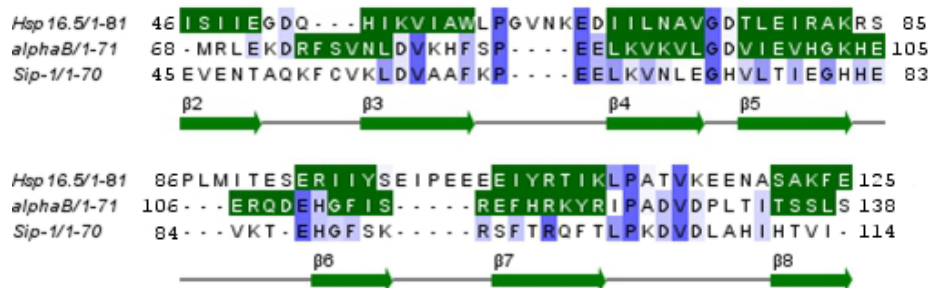 Hsp16.5/1-81 46 ISIIEGDQ---HIKVIAWLPGVNKEDIILNAVGDTLEIRAKRS 85
alphaB/1-71 68 -MRLEKDRFSVNLDVKHFSP----EELKVKVLGDVIEVHGKHE 105
Sip-1/1-70 45 EVENTAQKFCVKLDVAAFKP----EELKVNLEGHVLTIEGHHE 83
β2 β3 β4 β5
Hsp16.5/1-81 86 PLMITESERIIYSEIPEEEEIYRTIKLPATVKEENASAKFE 125
alphaB/1-71 106 ---ERQDEHGFIS-----REFHRKYRIPADVDPLTITSSLS 138
Sip-1/1-70 84 ---VKT-EHGFSK-----RSFTRQFTLPKDVDLAHIHTVI- 114
β6 β7 β8